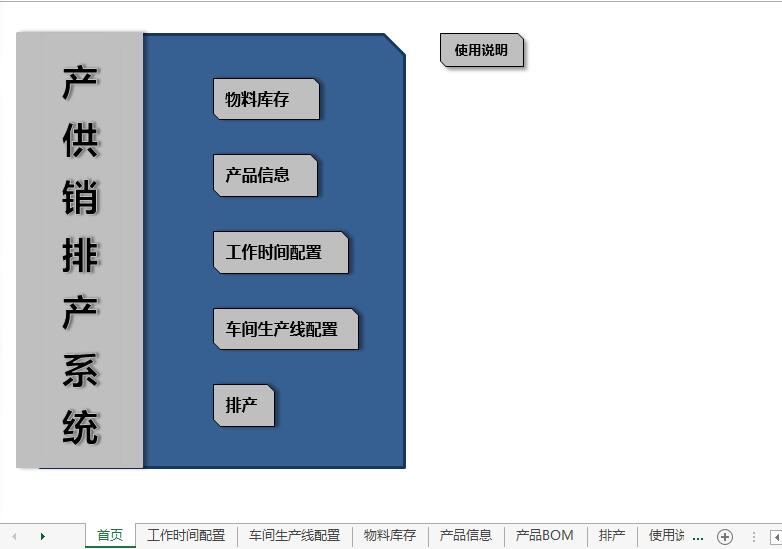 产供销排产系统
使用说明
物料库存
产品信息
工作时间配置
车间生产线配置
排产
首页 工作时间配置 车间生产线配置 物料库存 产品信息 产品BOM 排产 使用说 ...